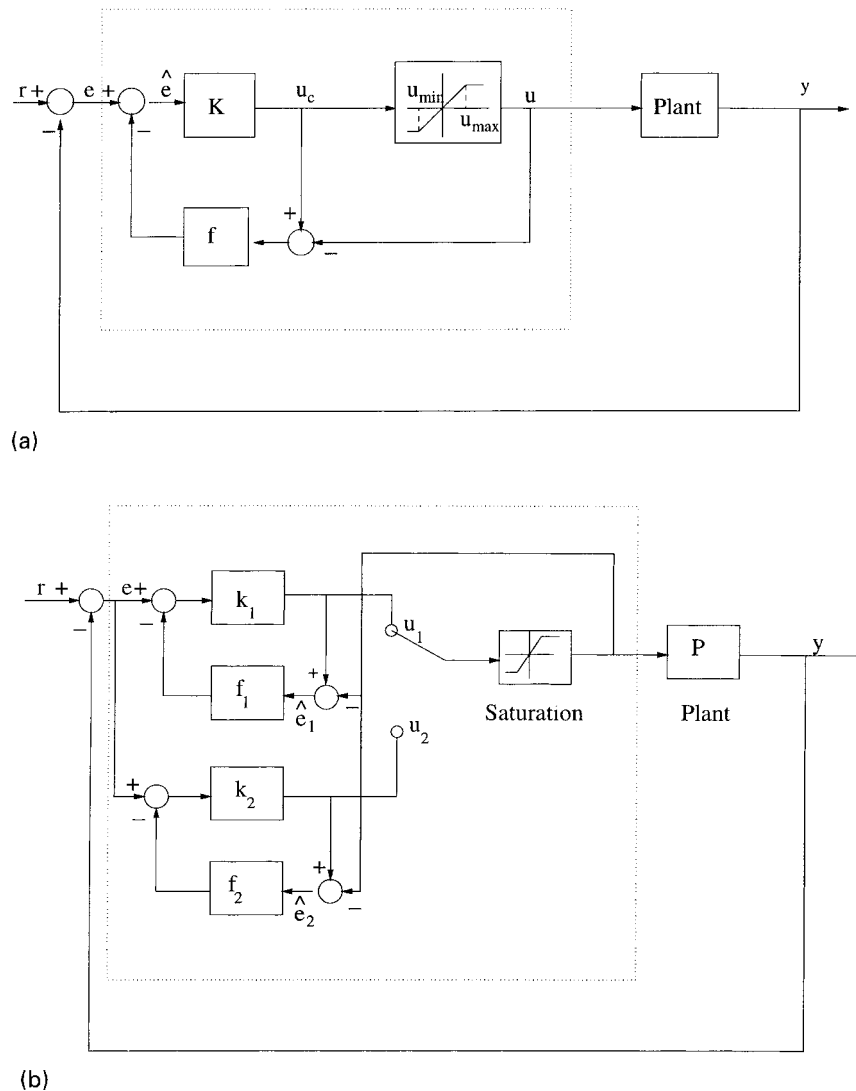 r + e + ê K u_c u_min u_max u Plant y
− −
f + −
(a)
r + e + k_1 u_1 P y
− −
f_1 + ê_1 − Saturation Plant
u_2
+ k_2
−
f_2 + ê_2 −
(b)